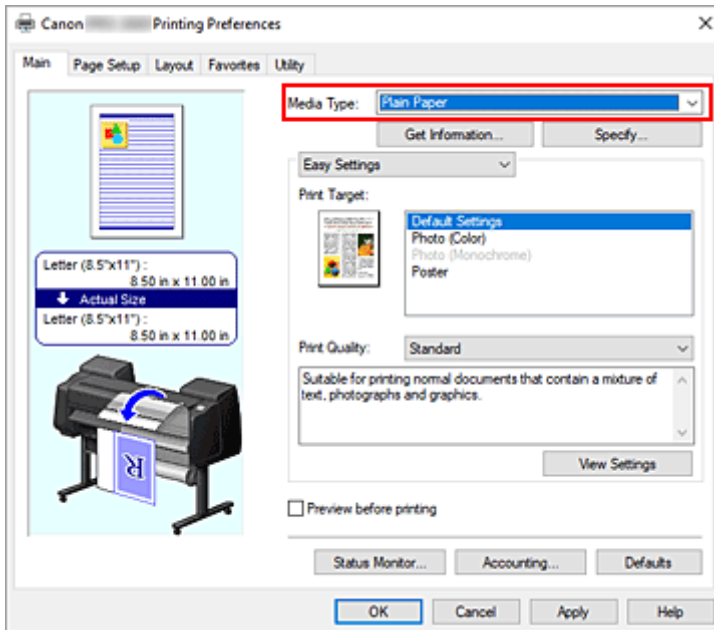 Canon Printing Preferences
Main Page Setup Layout Favorites Utility
Media Type: Plain Paper
Get Information... Specify...
Easy Settings
Print Target:
Default Settings
Photo (Color)
Photo (Monochrome)
Poster
Letter (8.5"x11") :
8.50 in x 11.00 in
Actual Size
Letter (8.5"x11") :
8.50 in x 11.00 in
Print Quality: Standard
Suitable for printing normal documents that contain a mixture of
text, photographs and graphics.
R
View Settings
Preview before printing
Status Monitor... Accounting... Defaults
OK Cancel Apply Help